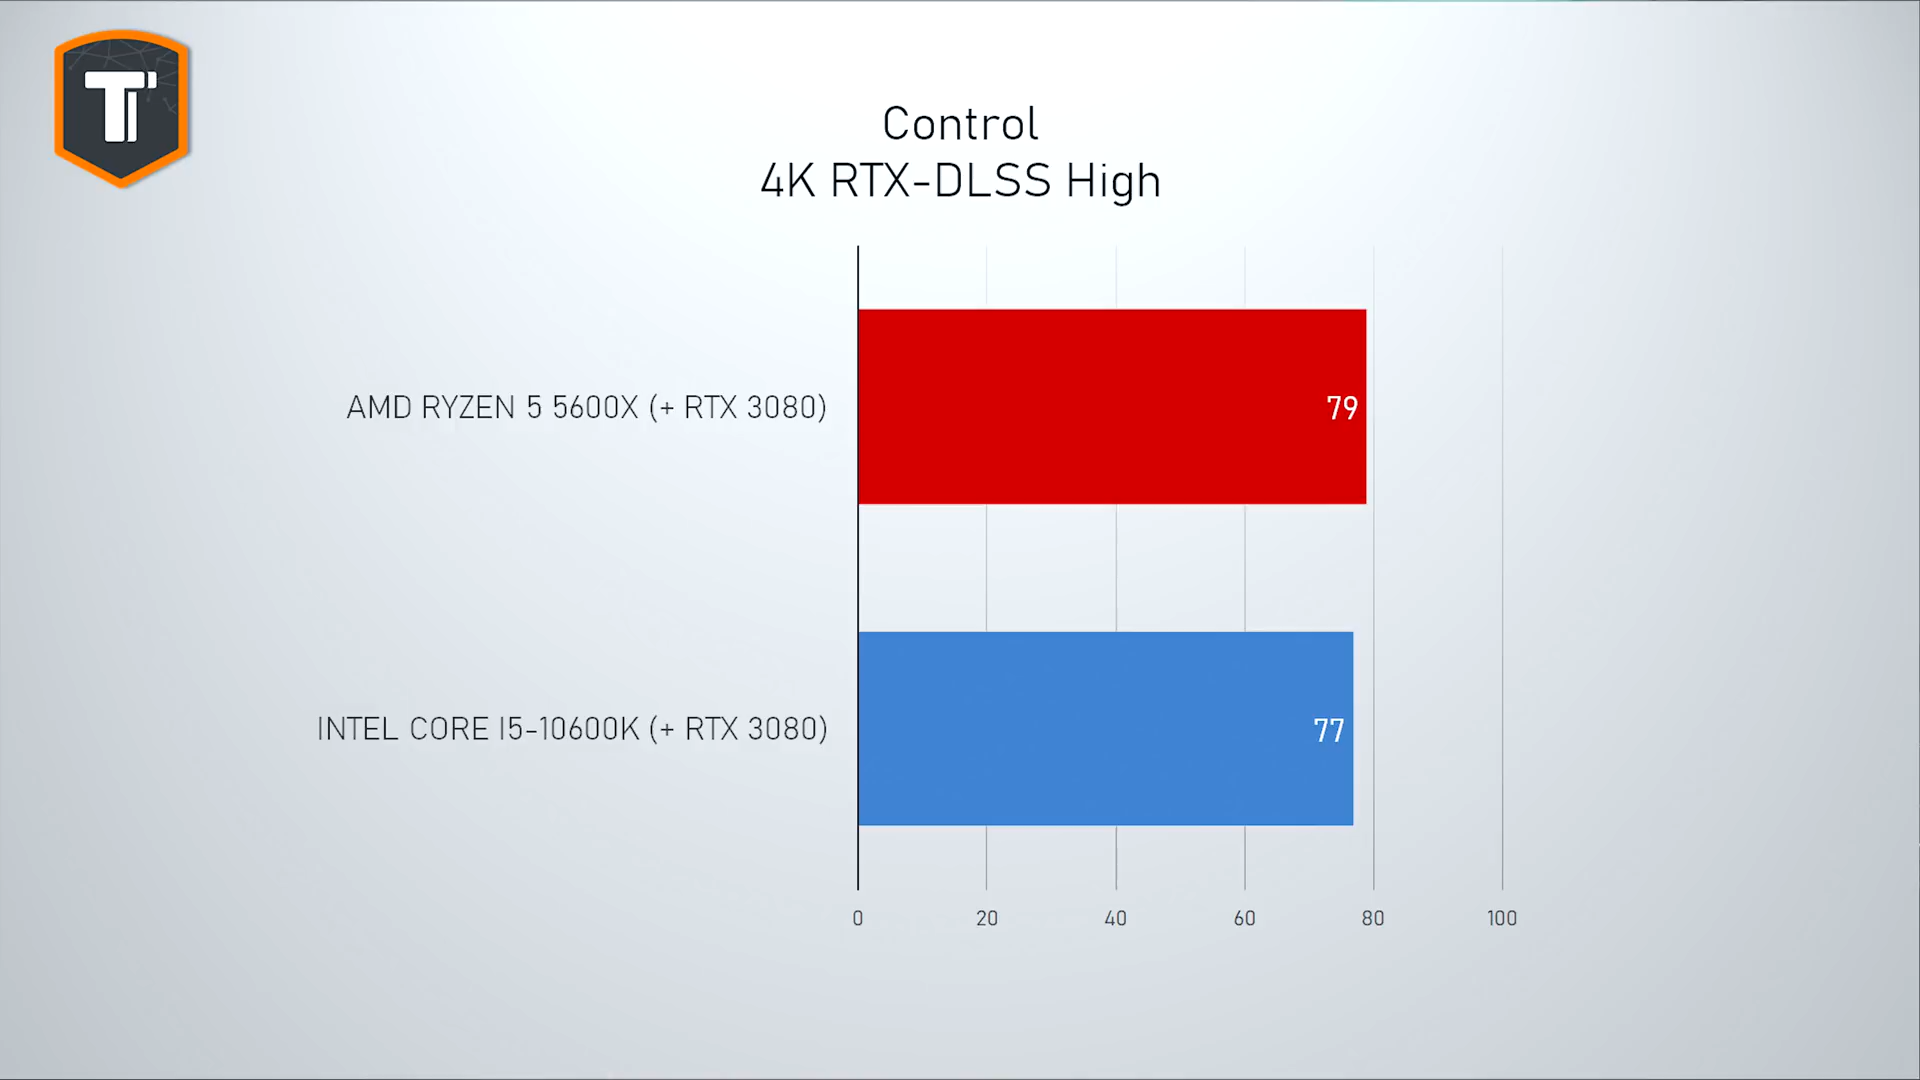 T
Control
4K RTX-DLSS High
AMD RYZEN 5 5600X (+ RTX 3080)
79
INTEL CORE I5-10600K (+ RTX 3080)
77
0 20 40 60 80 100